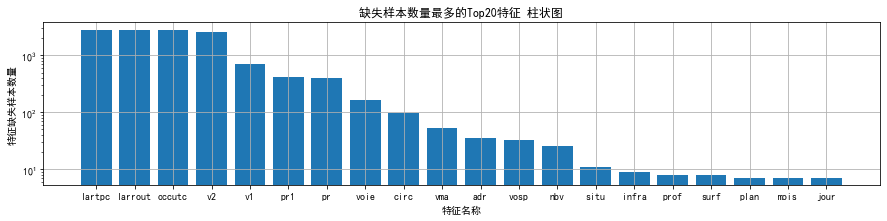 缺失样本数量最多的Top20特征 柱状图
特征缺失样本数量
10³
10²
10¹
lartpc larrout occutc v2 v1 pr1 pr voie circ vma adr vosp nbv situ infra prof surf plan mois jour
特征名称